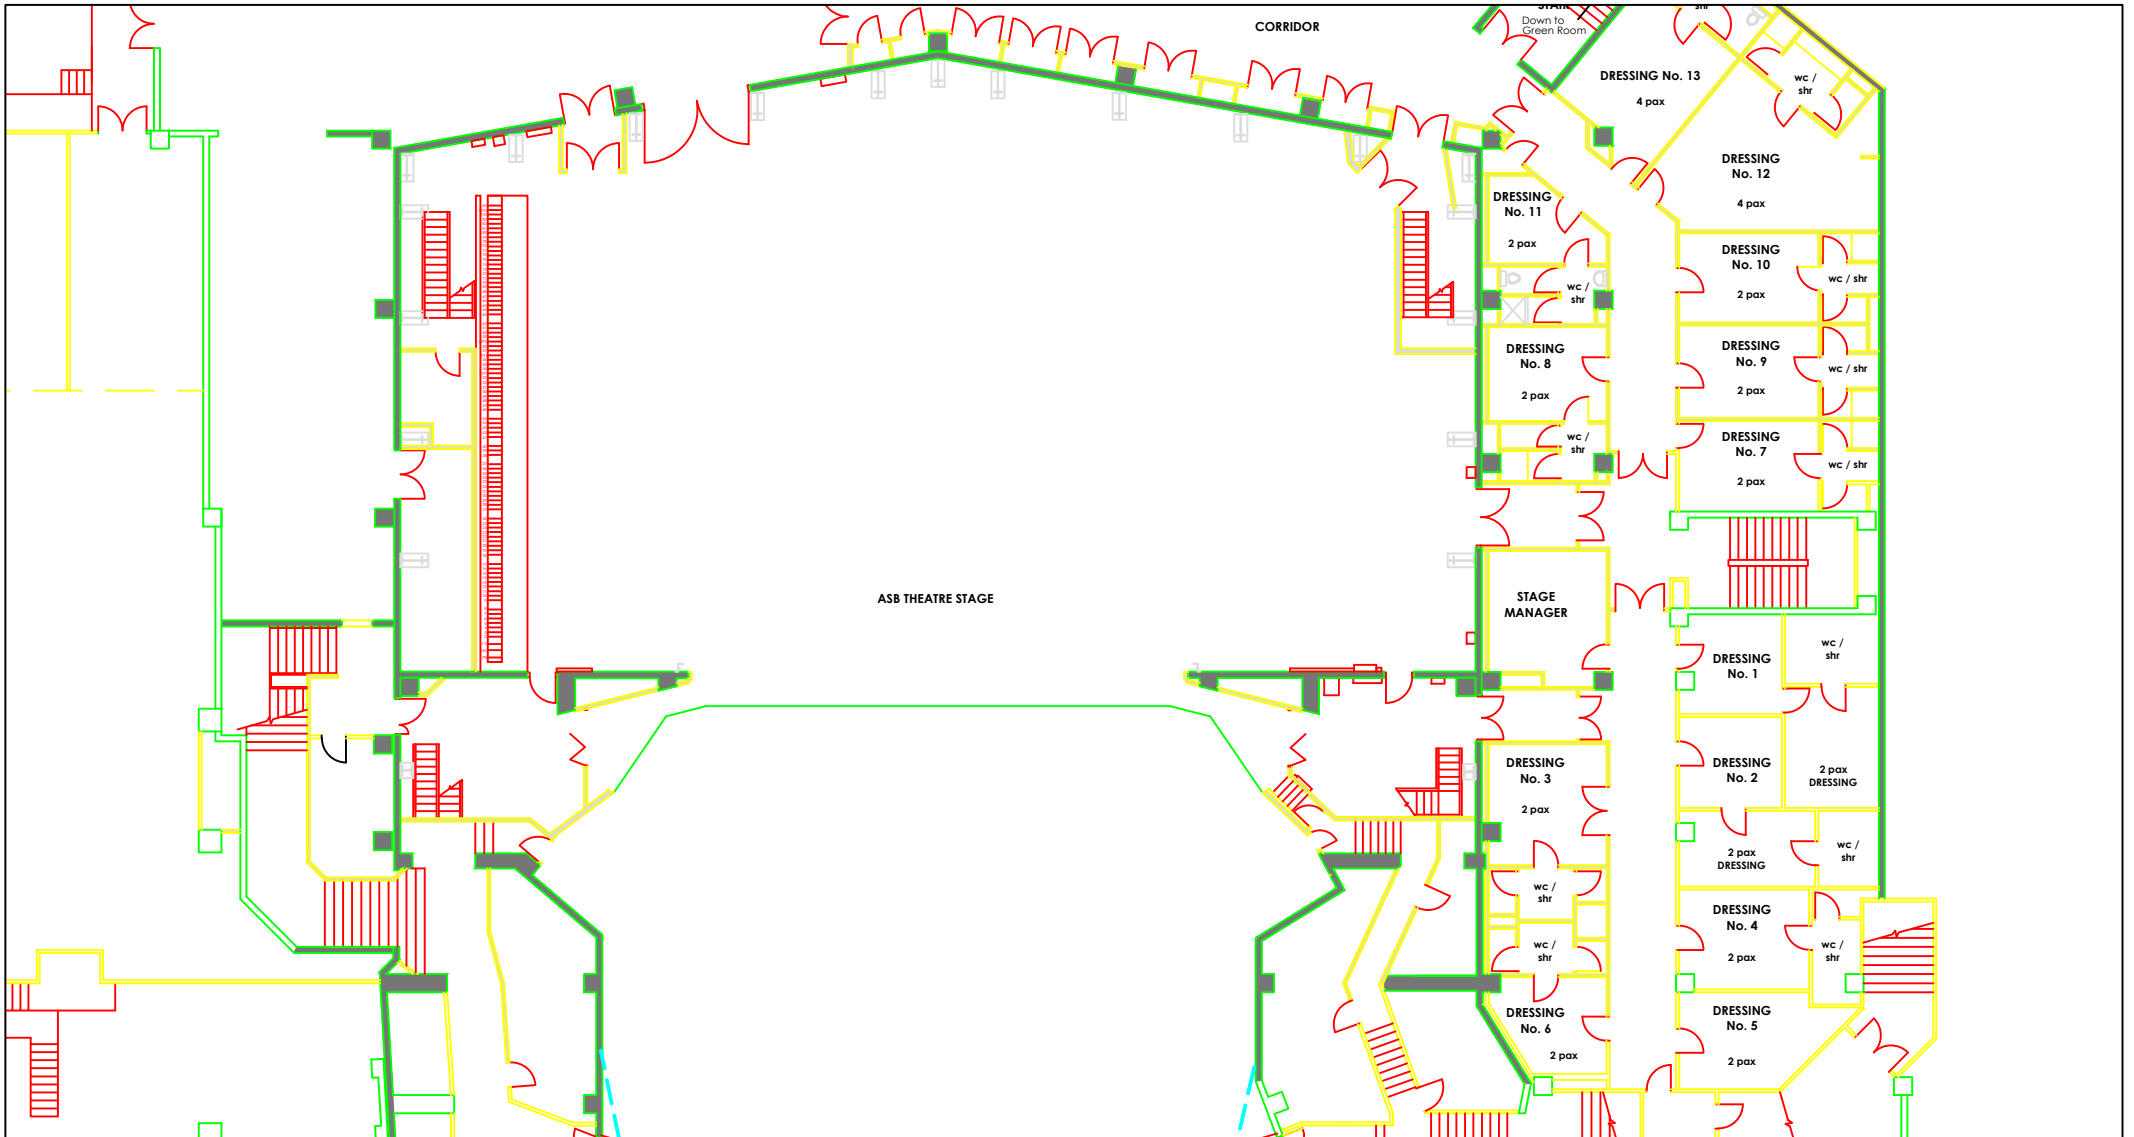 CORRIDOR
Down to
Green Room
DRESSING No. 13
4 pax
wc /
shr
DRESSING
No. 12
4 pax
DRESSING
No. 11
2 pax
DRESSING
No. 10
2 pax
wc / shr
wc /
shr
DRESSING
No. 8
2 pax
DRESSING
No. 9
2 pax
wc / shr
wc /
shr
DRESSING
No. 7
2 pax
wc / shr
ASB THEATRE STAGE
STAGE
MANAGER
DRESSING
No. 1
wc /
shr
DRESSING
No. 3
2 pax
DRESSING
No. 2
2 pax
DRESSING
2 pax
DRESSING
wc /
shr
wc /
shr
DRESSING
No. 4
2 pax
wc /
shr
wc /
shr
DRESSING
No. 6
2 pax
DRESSING
No. 5
2 pax